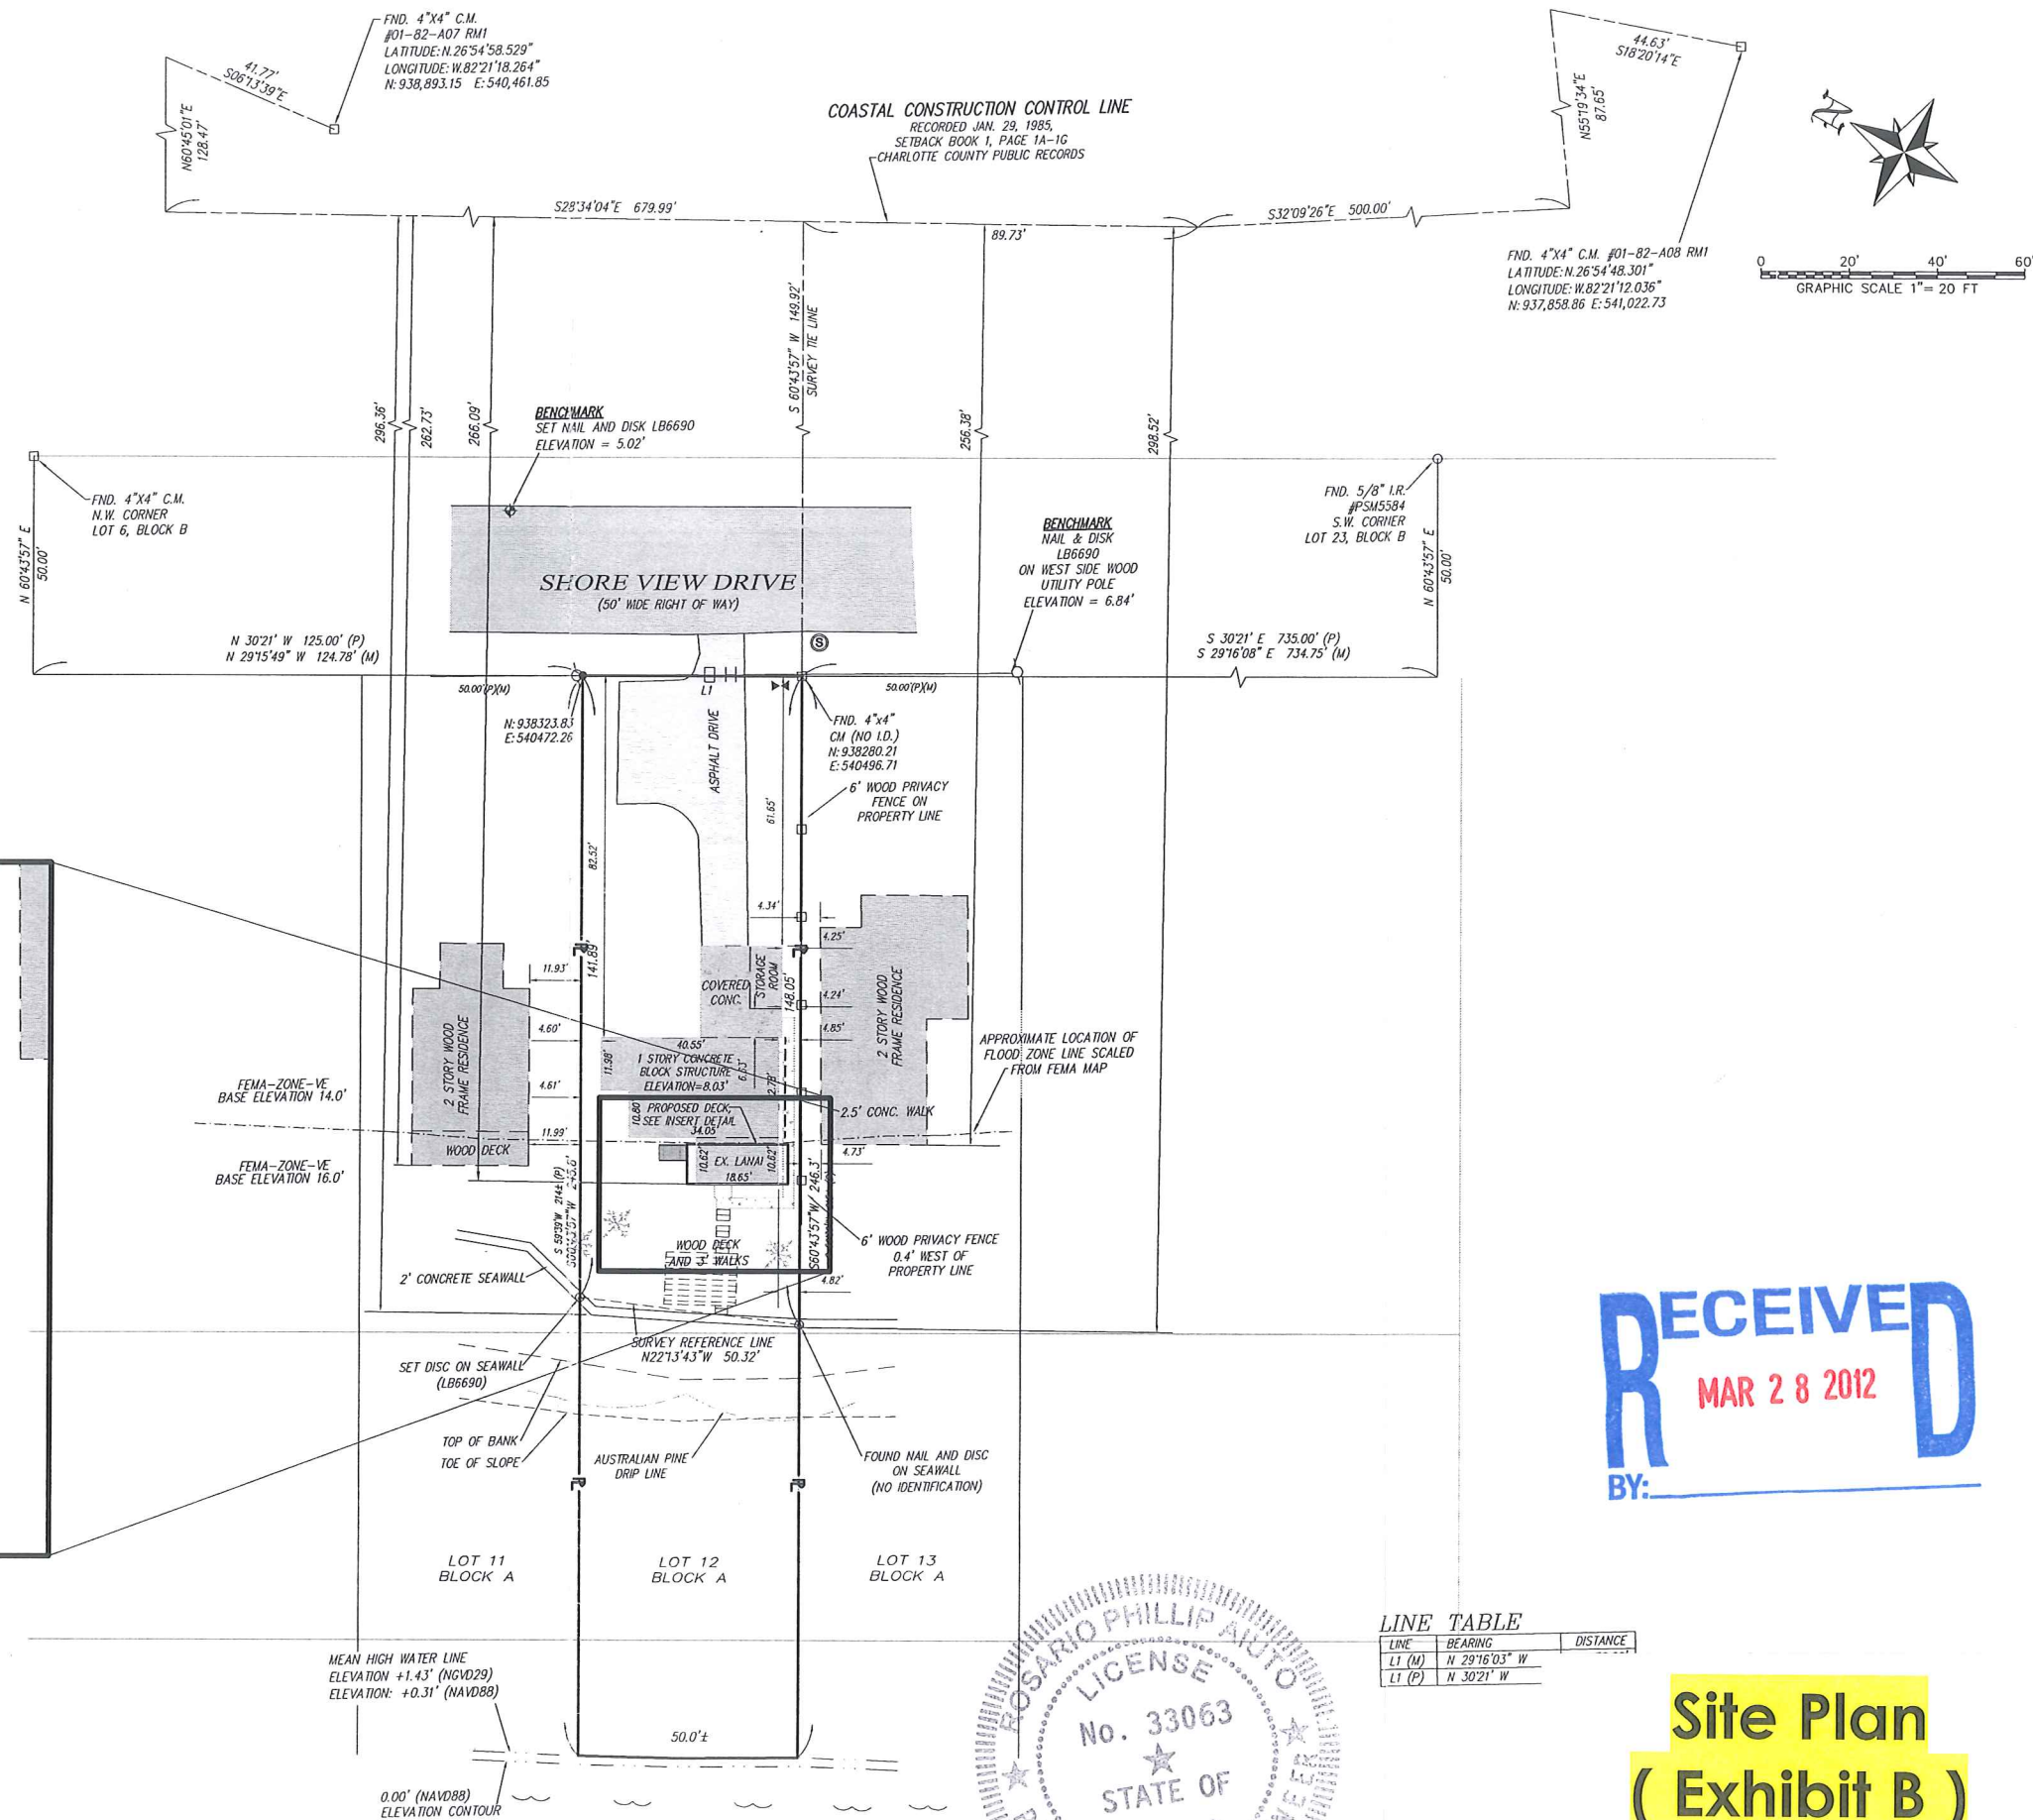 FND. 4"X4" C.M.
#01-82-A07 RM1
LATITUDE: N.26°54'58.529"
LONGITUDE: W.82°21'18.264"
N: 938,893.15 E: 540,461.85
41.77'
S06°13'39"E
N60°45'01"E
128.47'
COASTAL CONSTRUCTION CONTROL LINE
RECORDED JAN. 29, 1985,
SETBACK BOOK 1, PAGE 1A-1G
CHARLOTTE COUNTY PUBLIC RECORDS
44.63'
S18°20'14"E
N55°19'34"E
87.65'
N
S28°34'04"E 679.99'
89.73'
S32°09'26"E 500.00'
FND. 4"X4" C.M. #01-82-A08 RM1
LATITUDE: N.26°54'48.301"
LONGITUDE: W.82°21'12.036"
N: 937,858.86 E: 541,022.73
0 20' 40' 60'
GRAPHIC SCALE 1"= 20 FT
S 60°43'57" W 149.92'
SURVEY TIE LINE
296.36'
262.73'
266.09'
256.38'
298.52'
BENCHMARK
SET NAIL AND DISK LB6690
ELEVATION = 5.02'
FND. 4"X4" C.M.
N.W. CORNER
LOT 6, BLOCK B
N 60°43'57" E
50.00'
SHORE VIEW DRIVE
(50' WIDE RIGHT OF WAY)
BENCHMARK
NAIL & DISK
LB6690
ON WEST SIDE WOOD
UTILITY POLE
ELEVATION = 6.84'
FND. 5/8" I.R.
#PSM5584
S.W. CORNER
LOT 23, BLOCK B
N 60°43'57" E
50.00'
S
N 30°21' W 125.00' (P)
N 29°15'49" W 124.78' (M)
S 30°21' E 735.00' (P)
S 29°16'08" E 734.75' (M)
50.00'(P)(M)
L1
50.00'(P)(M)
N: 938323.83
E: 540472.26
ASPHALT DRIVE
FND. 4"x4"
CM (NO I.D.)
N: 938280.21
E: 540496.71
6' WOOD PRIVACY
FENCE ON
PROPERTY LINE
61.65'
82.52'
4.34'
4.25'
PL
PL
141.89'
148.05'
11.93'
COVERED
CONC.
STORAGE
ROOM
4.24'
4.60'
4.85'
2 STORY WOOD
FRAME RESIDENCE
2 STORY WOOD
FRAME RESIDENCE
APPROXIMATE LOCATION OF
FLOOD ZONE LINE SCALED
FROM FEMA MAP
40.55'
1 STORY CONCRETE
BLOCK STRUCTURE
ELEVATION=8.03'
11.98'
4.61'
FEMA-ZONE-VE
BASE ELEVATION 14.0'
10.80'
PROPOSED DECK,
SEE INSERT DETAIL
34.05'
2.5' CONC. WALK
11.99'
WOOD DECK
4.73'
FEMA-ZONE-VE
BASE ELEVATION 16.0'
10.62'
EX. LANAI
10.62'
18.65'
S 59°39'W 214± (P)
S60°43'57"W 246.3'
WOOD DECK
AND 3' WALKS
6' WOOD PRIVACY FENCE
0.4' WEST OF
PROPERTY LINE
4.82'
2' CONCRETE SEAWALL
SURVEY REFERENCE LINE
N22°13'43"W 50.32'
SET DISC ON SEAWALL
(LB6690)
TOP OF BANK
TOE OF SLOPE
AUSTRALIAN PINE
DRIP LINE
FOUND NAIL AND DISC
ON SEAWALL
(NO IDENTIFICATION)
PL
PL
RECEIVED
MAR 28 2012
BY:
LOT 11
BLOCK A
LOT 12
BLOCK A
LOT 13
BLOCK A
MEAN HIGH WATER LINE
ELEVATION +1.43' (NGVD29)
ELEVATION: +0.31' (NAVD88)
50.0'±
0.00' (NAVD88)
ELEVATION CONTOUR
ROSARIO PHILLIP AIUTO
LICENSE
No. 33063
STATE OF
LINE TABLE
LINE BEARING DISTANCE
L1 (M) N 29°16'03" W
L1 (P) N 30°21' W
Site Plan
( Exhibit B )